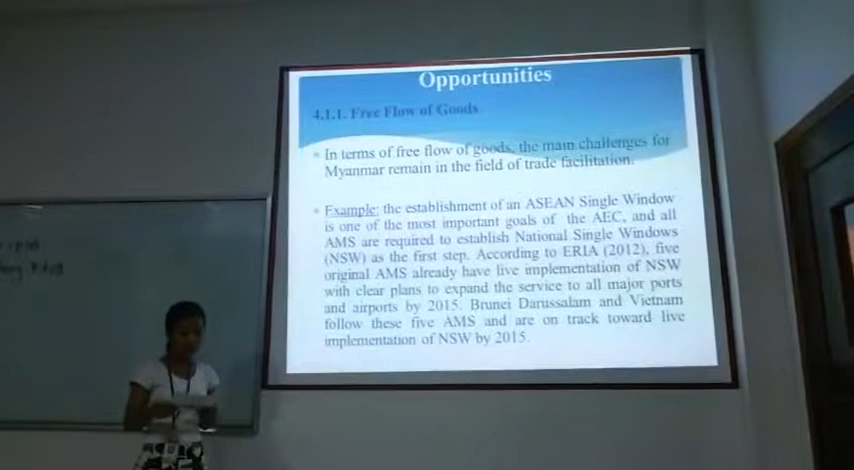 Opportunities
4.1.1. Free Flow of Goods
In terms of free flow of goods, the main challenges for
Myanmar remain in the field of trade facilitation.
Example: the establishment of an ASEAN Single Window
is one of the most important goals of the AEC, and all
AMS are required to establish National Single Windows
(NSW) as the first step. According to ERIA (2012), five
original AMS already have live implementation of NSW
with clear plans to expand the service to all major ports
and airports by 2015. Brunei Darussalam and Vietnam
follow these five AMS and are on track toward live
implementation of NSW by 2015.